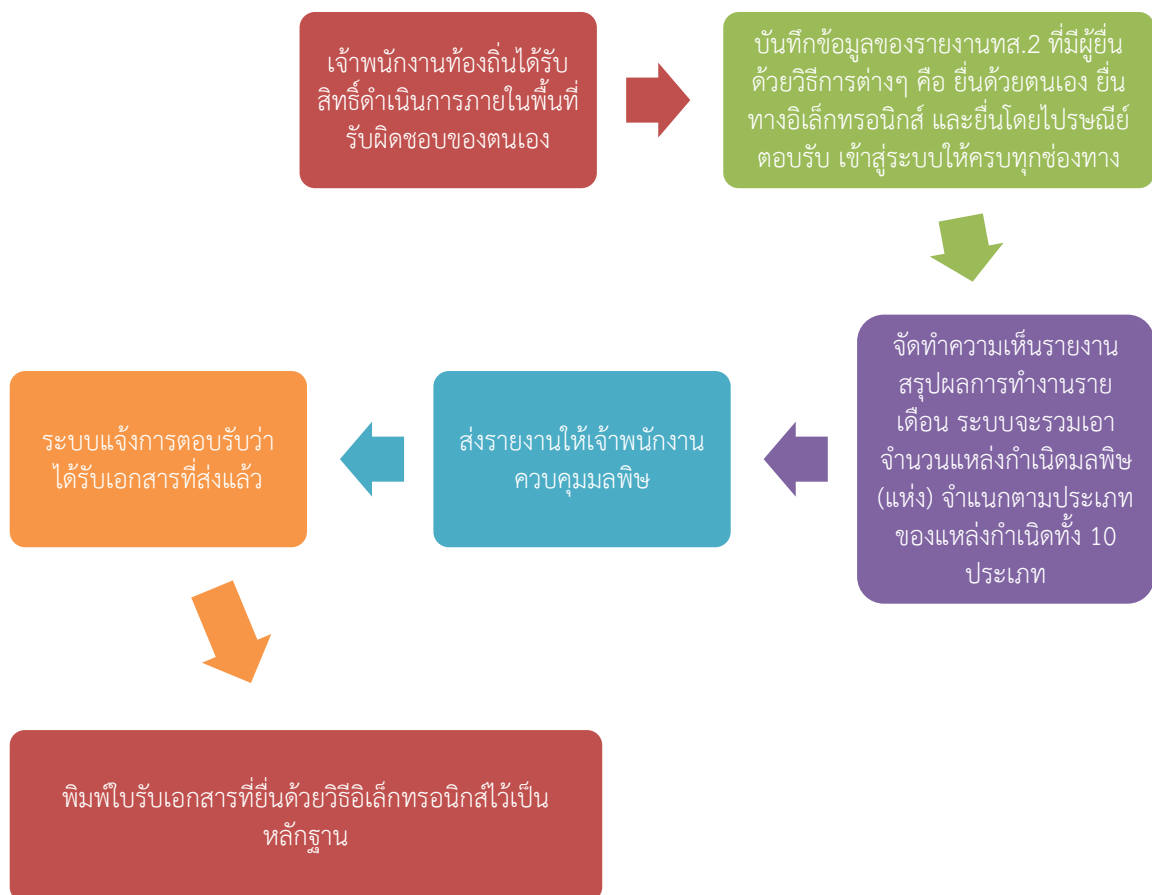 เจ้าพนักงานท้องถิ่นได้รับ
สิทธิ์ดำเนินการภายในพื้นที่
รับผิดชอบของตนเอง
บันทึกข้อมูลของรายงานทส.2 ที่มีผู้ยื่น
ด้วยวิธีการต่างๆ คือ ยื่นด้วยตนเอง ยื่น
ทางอิเล็กทรอนิกส์ และยื่นโดยไปรษณีย์
ตอบรับ เข้าสู่ระบบให้ครบทุกช่องทาง
จัดทำความเห็นรายงาน
สรุปผลการทำงานราย
เดือน ระบบจะรวมเอา
จำนวนแหล่งกำเนิดมลพิษ
(แห่ง) จำแนกตามประเภท
ของแหล่งกำเนิดทั้ง 10
ประเภท
ส่งรายงานให้เจ้าพนักงาน
ควบคุมมลพิษ
ระบบแจ้งการตอบรับว่า
ได้รับเอกสารที่ส่งแล้ว
พิมพ์ใบรับเอกสารที่ยื่นด้วยวิธีอิเล็กทรอนิกส์ไว้เป็น
หลักฐาน